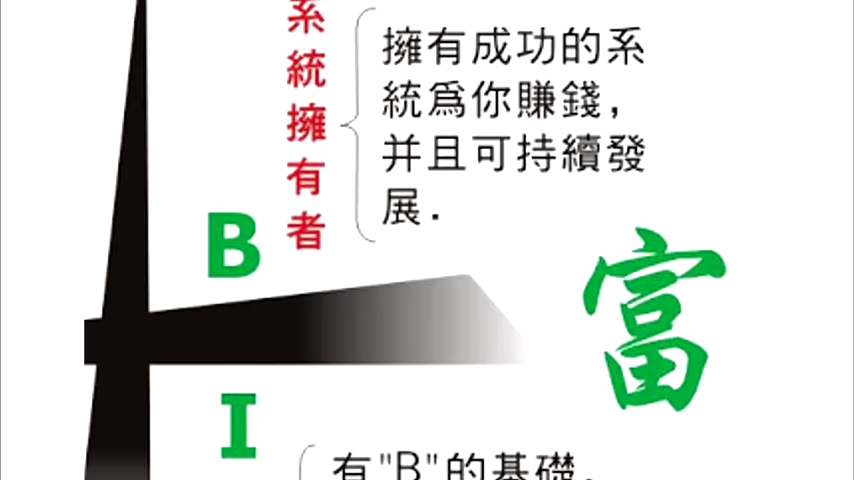 系統擁有者
擁有成功的系
統爲你賺錢，
并且可持續發
展.
B
富
I
有"B"的基礎.